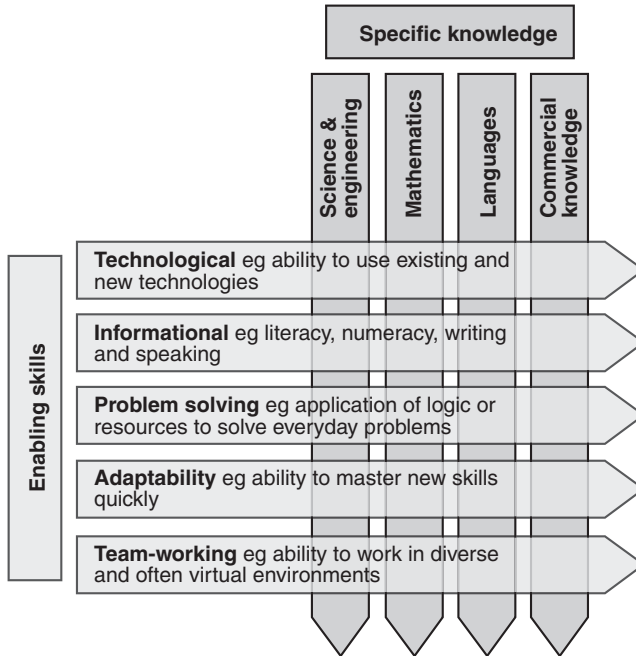 Specific knowledge
Science &
engineering
Mathematics
Languages
Commercial
knowledge
Enabling skills
Technological eg ability to use existing and
new technologies
Informational eg literacy, numeracy, writing
and speaking
Problem solving eg application of logic or
resources to solve everyday problems
Adaptability eg ability to master new skills
quickly
Team-working eg ability to work in diverse
and often virtual environments